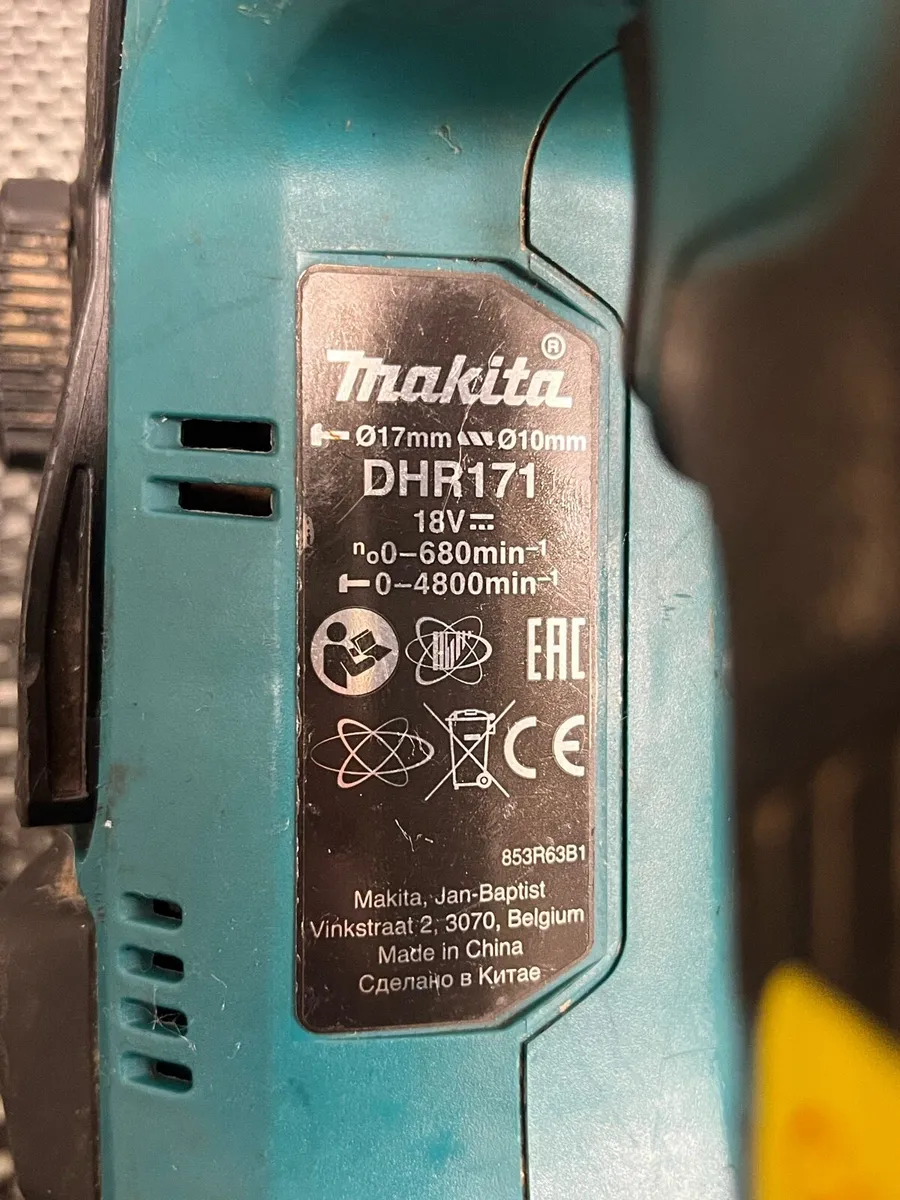 Makita®
Ø17mm Ø10mm
DHR171
18V
n₀0–680min⁻¹
0–4800min⁻¹
EAC
CE
853R63B1
Makita, Jan-Baptist
Vinkstraat 2, 3070, Belgium
Made in China
Сделано в Китае